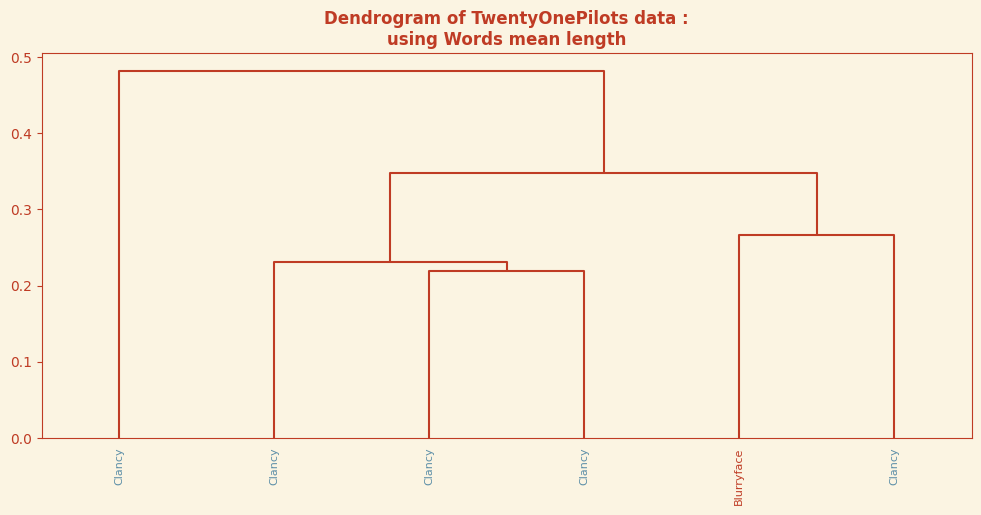 Dendrogram of TwentyOnePilots data :
using Words mean length
0.5
0.4
0.3
0.2
0.1
0.0
Clancy
Clancy
Clancy
Clancy
Blurryface
Clancy